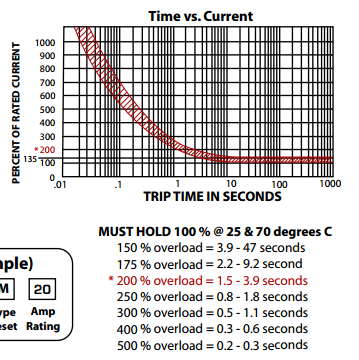 Time vs. Current
PERCENT OF RATED CURRENT
1000
900
800
700
600
500
400
300
* 200
135
100
0
.01 .1 1 10 100 1000
TRIP TIME IN SECONDS
MUST HOLD 100 % @ 25 & 70 degrees C
150 % overload = 3.9 - 47 seconds
175 % overload = 2.2 - 9.2 second
* 200 % overload = 1.5 - 3.9 seconds
250 % overload = 0.8 - 1.8 seconds
300 % overload = 0.5 - 1.1 seconds
400 % overload = 0.3 - 0.6 seconds
500 % overload = 0.2 - 0.3 seconds
20
Amp
Rating